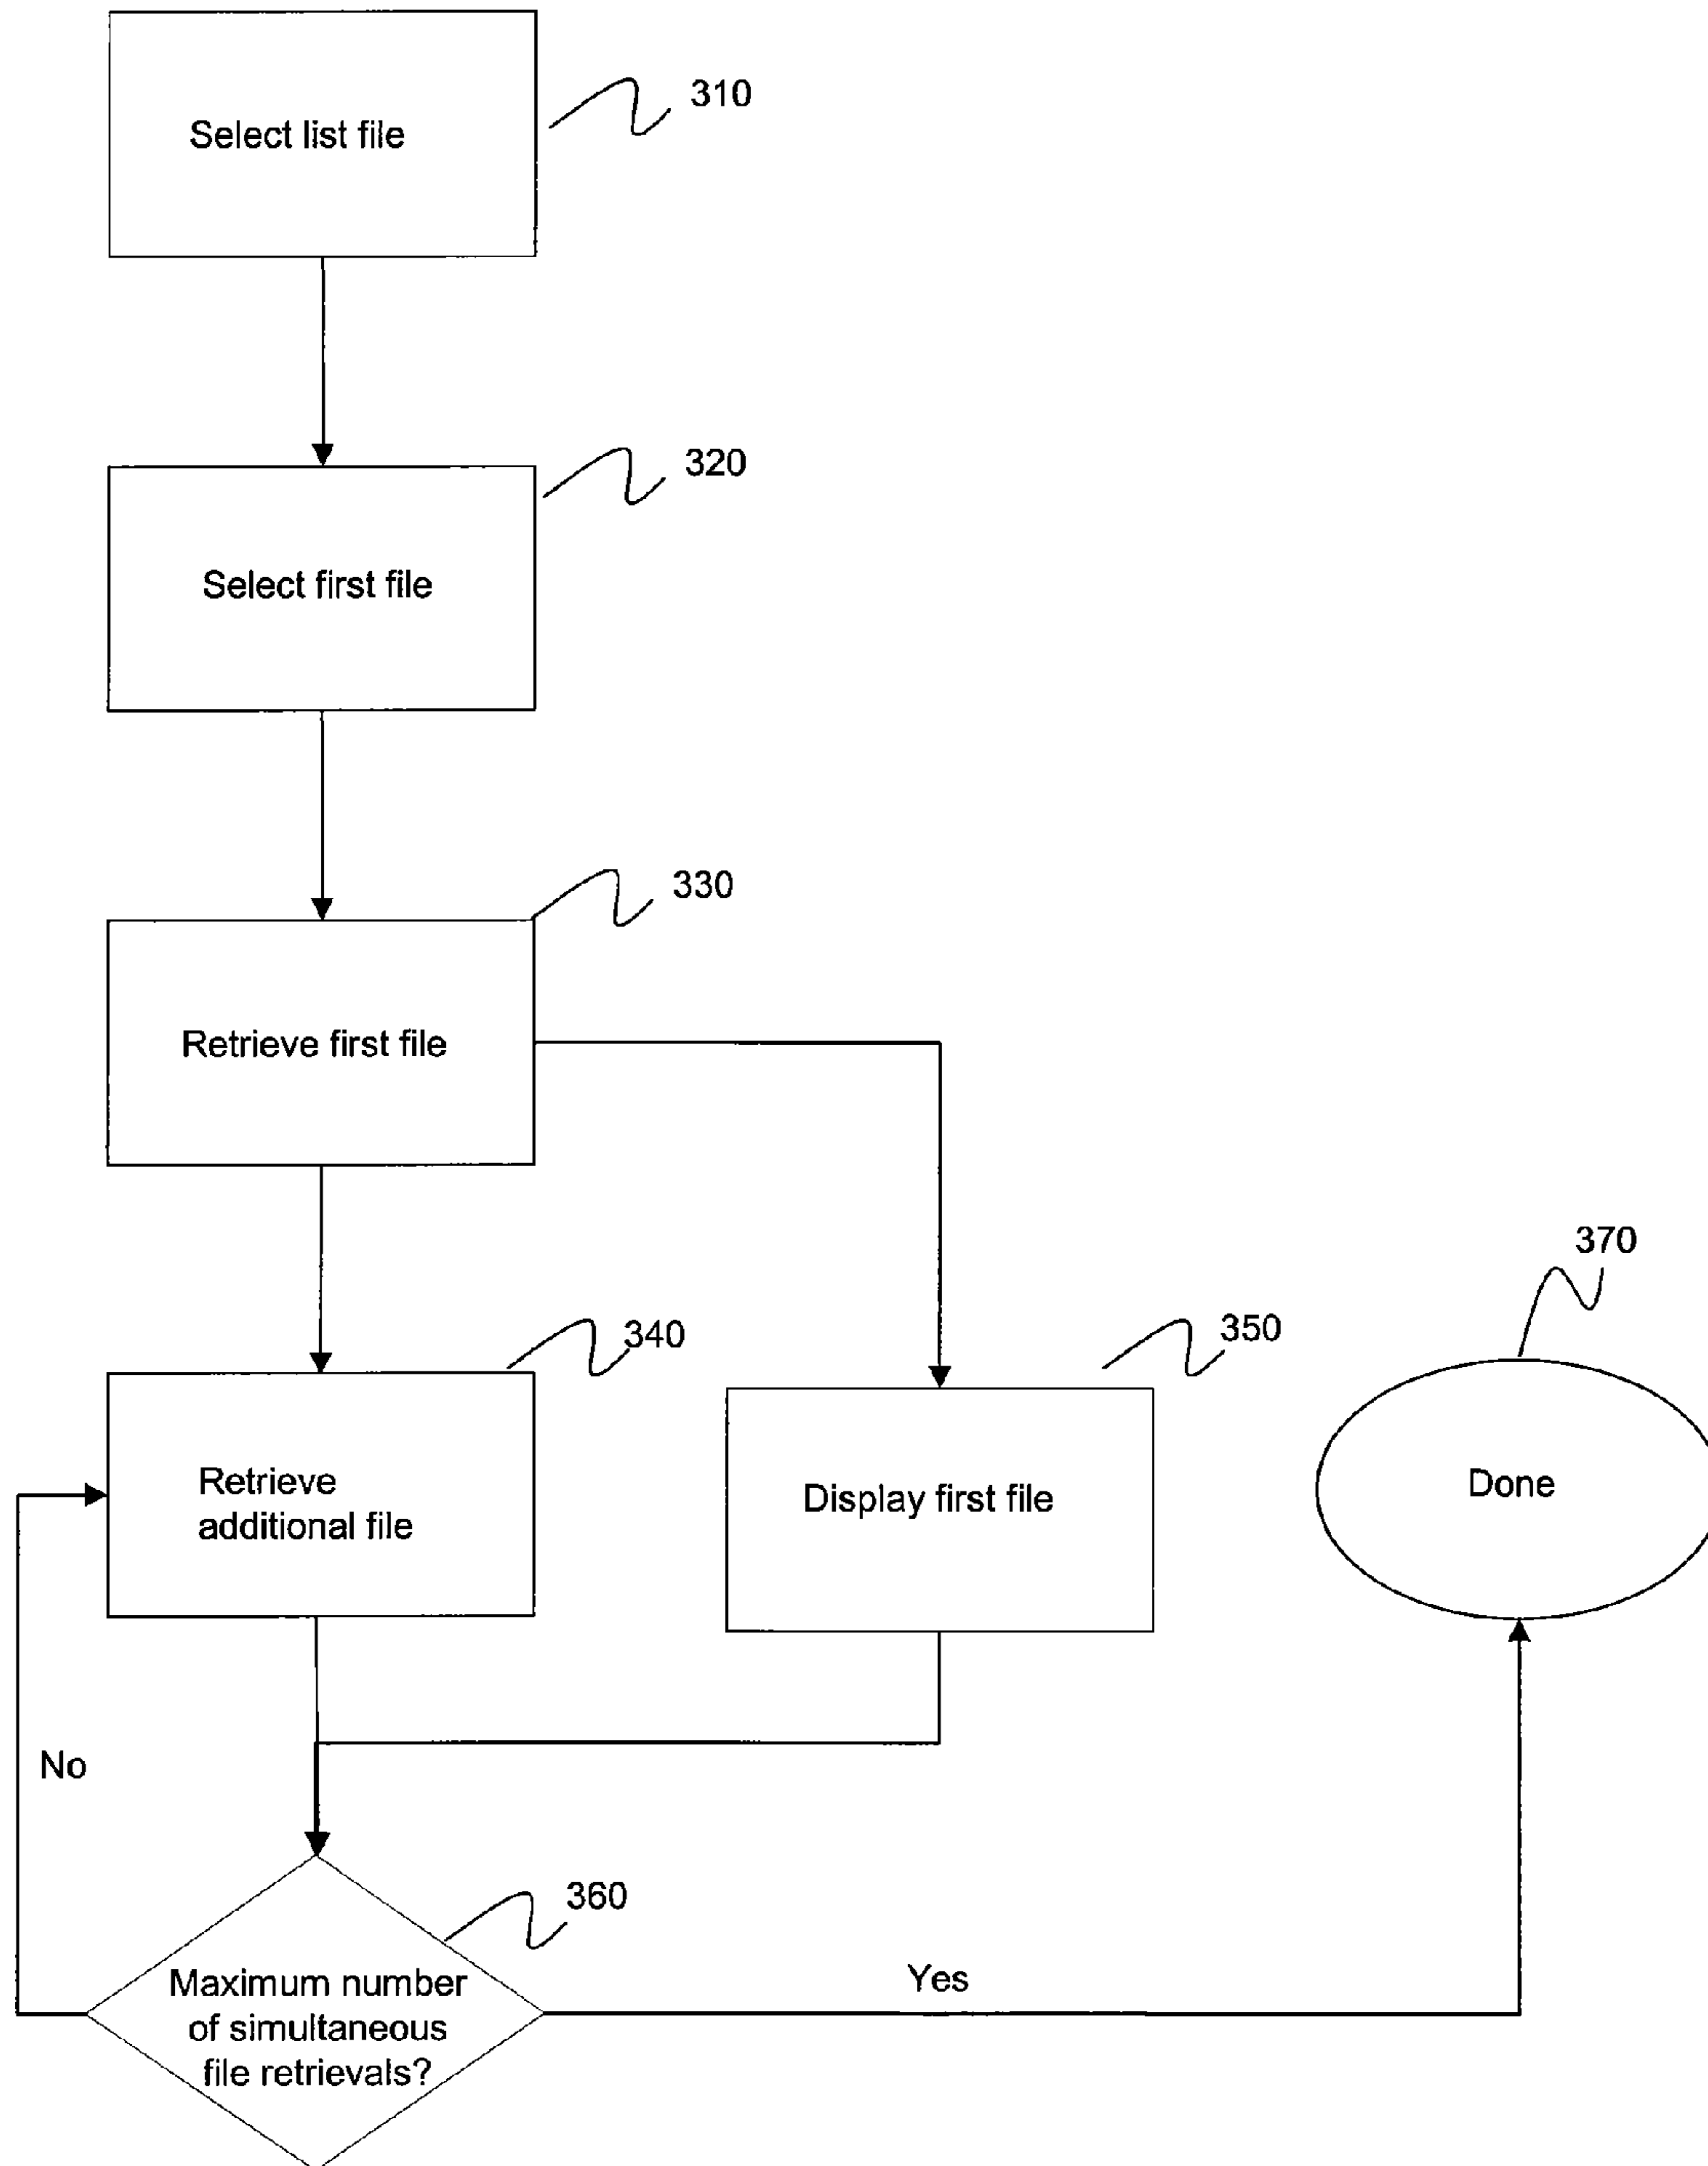 310
Select list file
320
Select first file
330
Retrieve first file
370
340
350
Retrieve
additional file
Display first file
Done
No
360
Maximum number
of simultaneous
file retrievals?
Yes